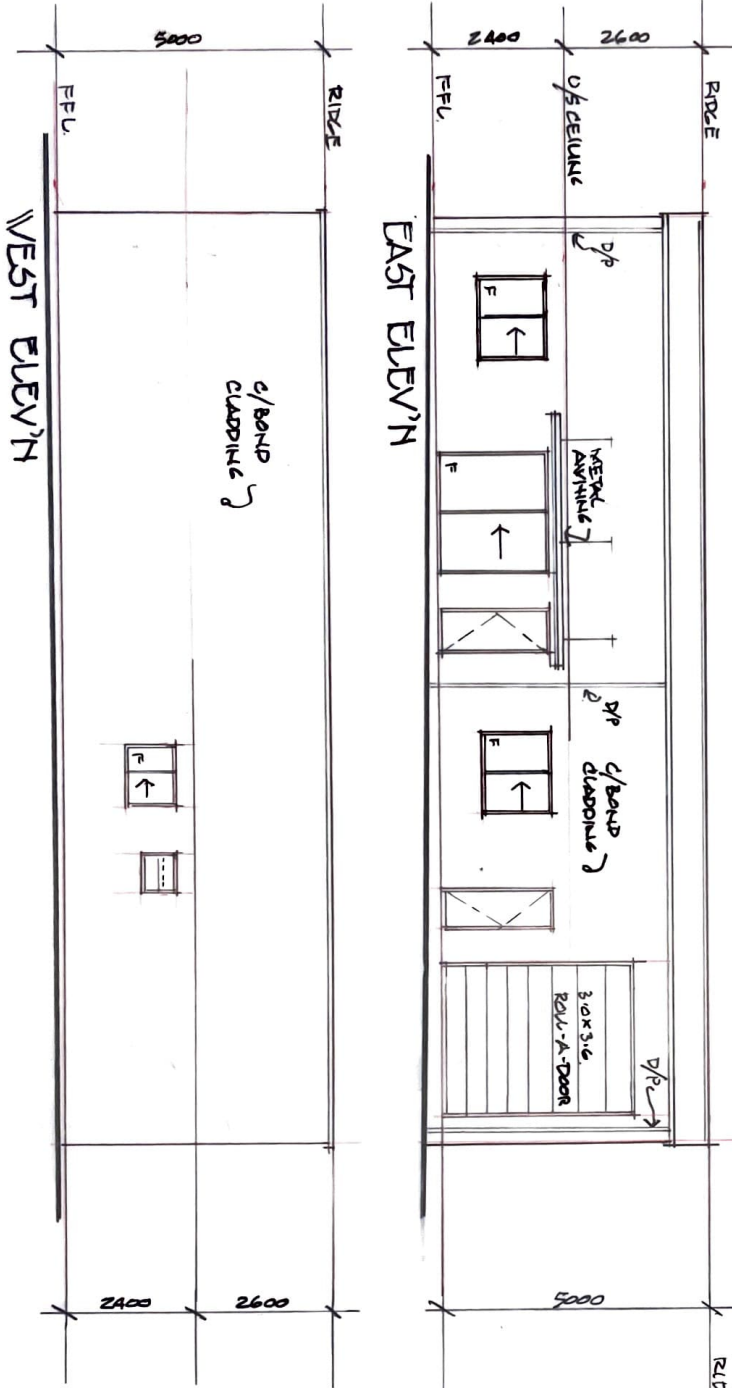 RIDGE
2600
U/S CEILING
2400
FFL.
D/P
F
METAL
AWNING
F
D/P
C/BOND
CLADDING
F
3.0x3.6.
ROLL-A-DOOR
D/P
5000
EAST ELEV'N
RIDGE
5000
FFL.
C/BOND
CLADDING
F
2600
2400
WEST ELEV'N